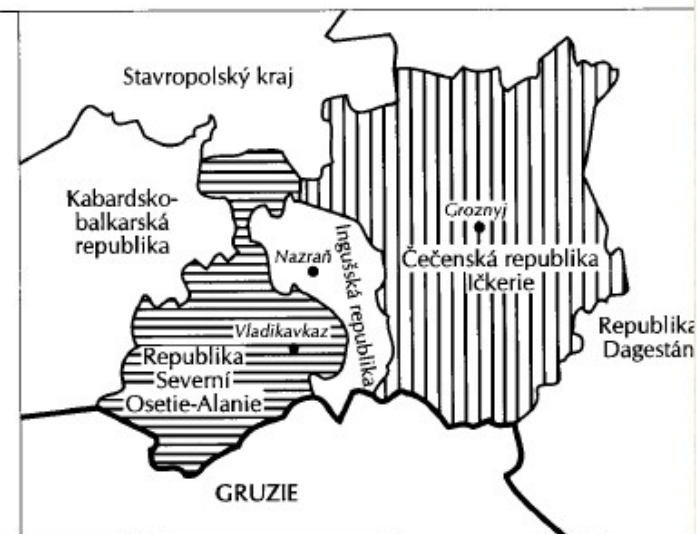 Stavropolský kraj
Kabardsko-
balkarská
republika
Groznyj
Čečenská republika
Ičkerie
Nazraň
Ingušská republika
Vladikavkaz
Republika
Severní
Osetie-Alanie
Republika
Dagestán
GRUZIE